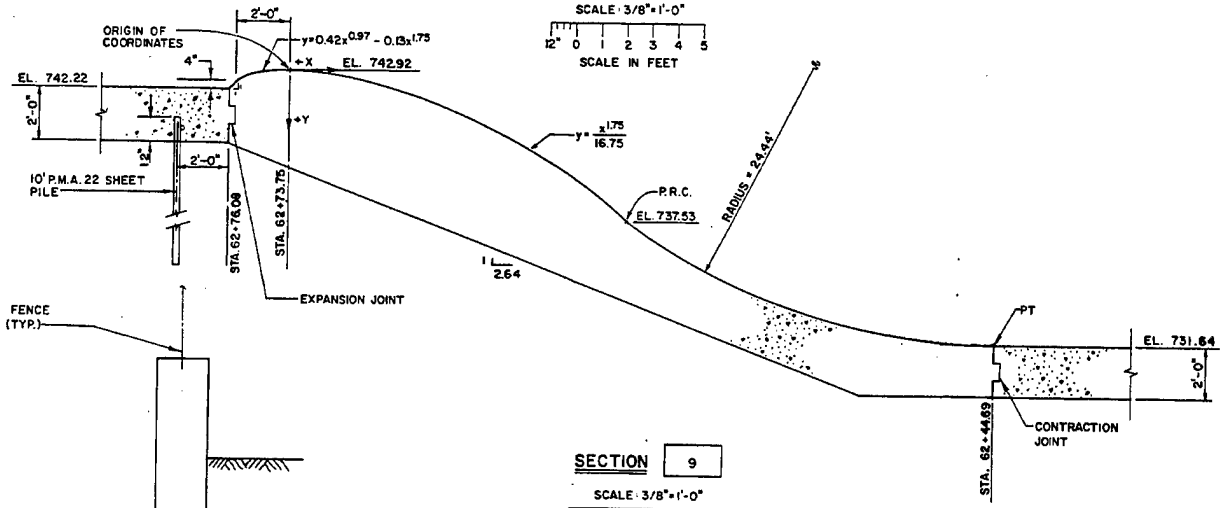 SCALE: 3/8"=1'-0"
12" 0 1 2 3 4 5
SCALE IN FEET
2'-0"
ORIGIN OF
COORDINATES
y=0.42x^0.97 - 0.13x^1.75
4"
+X
EL. 742.92
EL. 742.22
2'-0"
+Y
y= x^1.75/16.75
12"
2'-0"
10' P.M.A. 22 SHEET
PILE
STA. 62+76.08
STA. 62+73.75
P.R.C.
EL. 737.53
RADIUS = 24.44'
1
2.64
EXPANSION JOINT
FENCE
(TYP.)
PT
EL. 731.64
2'-0"
CONTRACTION
JOINT
STA. 62+44.69
SECTION 9
SCALE: 3/8"=1'-0"